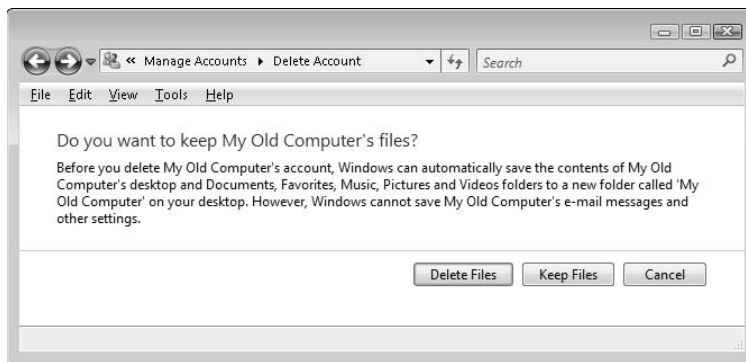 « Manage Accounts ▸ Delete Account Search
File Edit View Tools Help
Do you want to keep My Old Computer's files?
Before you delete My Old Computer's account, Windows can automatically save the contents of My Old
Computer's desktop and Documents, Favorites, Music, Pictures and Videos folders to a new folder called 'My
Old Computer' on your desktop. However, Windows cannot save My Old Computer's e-mail messages and
other settings.
Delete Files Keep Files Cancel